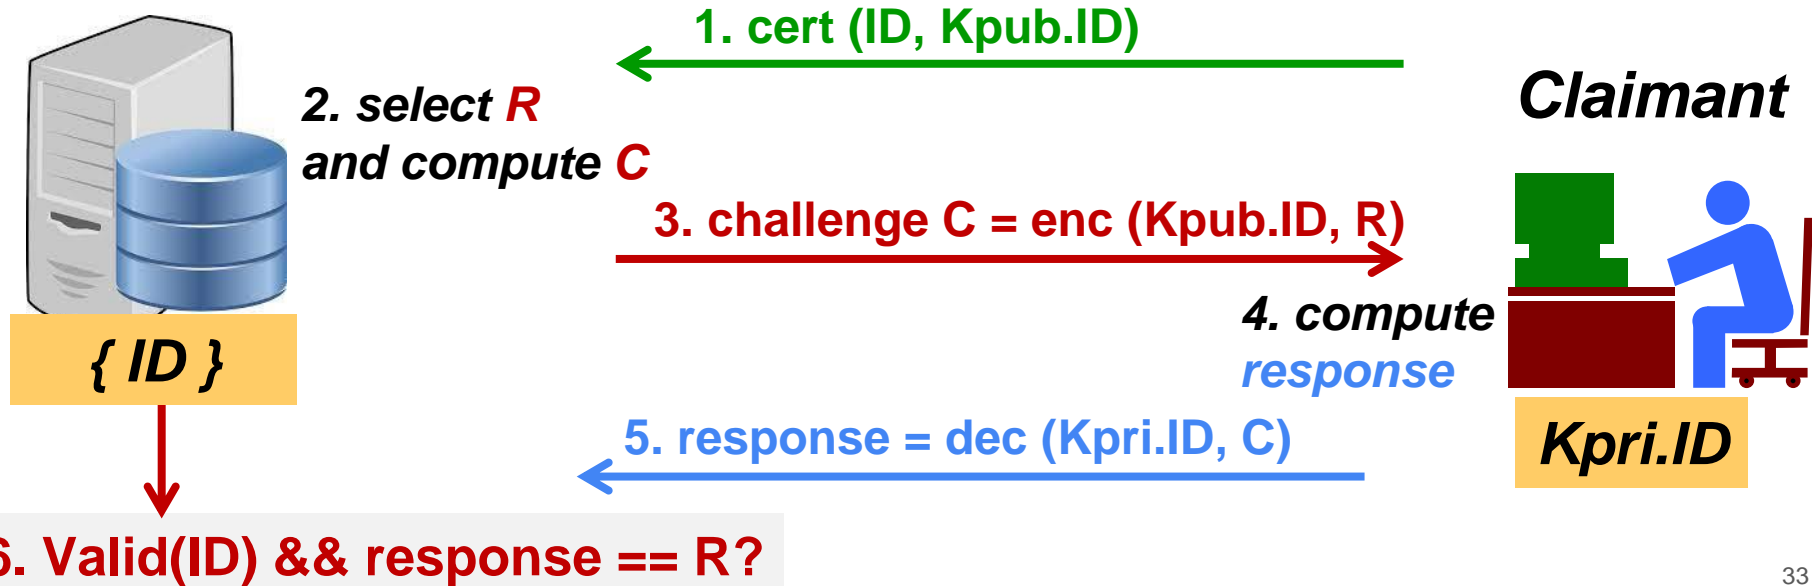 1. cert (ID, Kpub.ID)
2. select R
and compute C
Claimant
3. challenge C = enc (Kpub.ID, R)
4. compute
response
{ ID }
5. response = dec (Kpri.ID, C)
Kpri.ID
6. Valid(ID) && response == R?
33